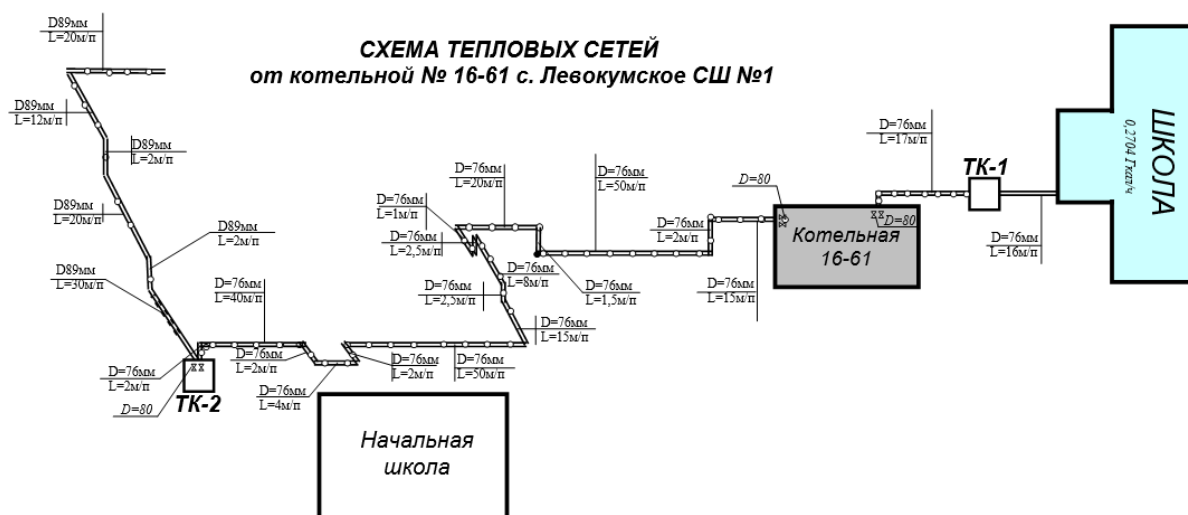 СХЕМА ТЕПЛОВЫХ СЕТЕЙ
от котельной № 16-61 с. Левокумское СШ №1
D89мм
L=20м/п
D89мм
L=12м/п
D89мм
L=2м/п
D89мм
L=20м/п
D89мм
L=2м/п
D89мм
L=30м/п
D=76мм
L=40м/п
D=76мм
L=2м/п
D=80
ТК-2
D=76мм
L=2м/п
D=76мм
L=4м/п
D=76мм
L=2м/п
D=76мм
L=50м/п
D=76мм
L=15м/п
D=76мм
L=2,5м/п
D=76мм
L=8м/п
D=76мм
L=2,5м/п
D=76мм
L=1м/п
D=76мм
L=20м/п
D=76мм
L=1,5м/п
D=76мм
L=50м/п
D=76мм
L=2м/п
D=76мм
L=15м/п
D=80
D=80
Котельная
16-61
D=76мм
L=17м/п
ТК-1
D=76мм
L=16м/п
ШКОЛА
0,2704 Гкал/ч
Начальная
школа